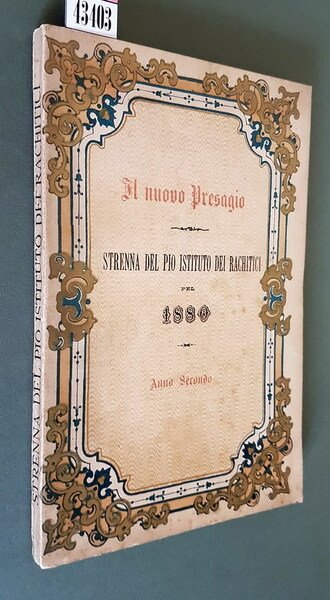 43403
Il nuovo Presagio
STRENNA DEL PIO ISTITUTO DEI RACHITICI
PEL
1880
Anno Secondo
STRENNA DEL PIO ISTITUTO DEI RACHITICI